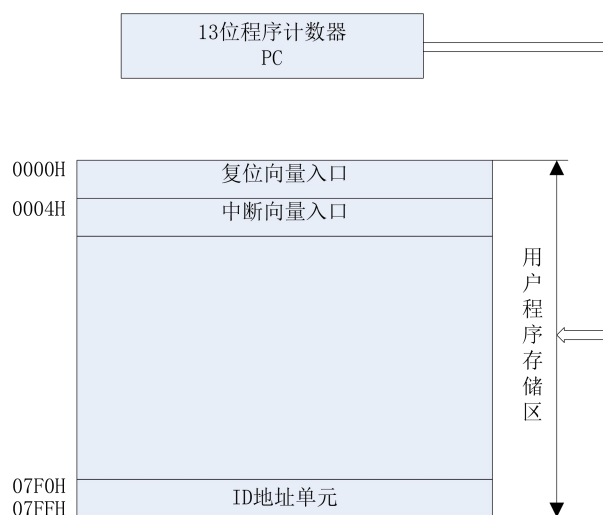 13位程序计数器
PC
0000H
复位向量入口
0004H
中断向量入口
用户程序存储区
07F0H
ID地址单元
07FFH